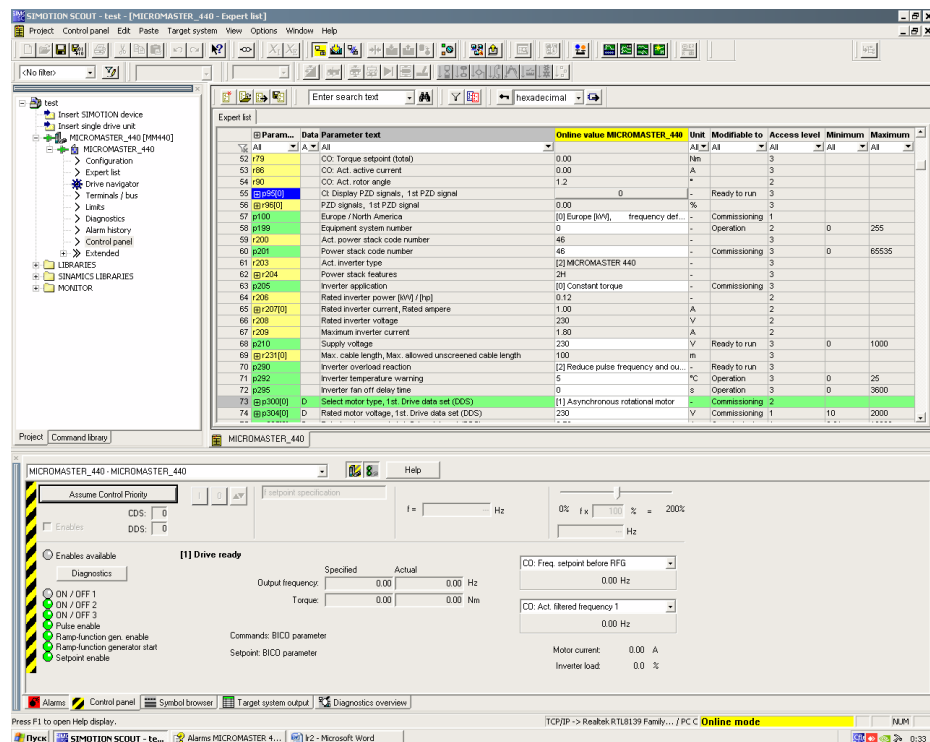 SIMOTION SCOUT - test - [MICROMASTER_440 - Expert list]
Project Control panel Edit Paste Target system View Options Window Help
<No filter>
Enter search text
hexadecimal
test
Insert SIMOTION device
Insert single drive unit
MICROMASTER_440 [MM440]
MICROMASTER_440
Configuration
Expert list
Drive navigator
Terminals / bus
Limits
Diagnostics
Alarm history
Control panel
Extended
LIBRARIES
SINAMICS LIBRARIES
MONITOR
Project Command library
Expert list
Param... Data Parameter text Online value MICROMASTER_440 Unit Modifiable to Access level Minimum Maximum
All A All All All All All All All
52 r79 CO: Torque setpoint (total) 0.00 Nm 3
53 r86 CO: Act. active current 0.00 A 3
54 r90 CO: Act. rotor angle 1.2 ° 2
55 p95[0] CI: Display PZD signals, 1st PZD signal 0 - Ready to run 3
56 r96[0] PZD signals, 1st PZD signal 0.00 % 3
57 p100 Europe / North America [0] Europe [kW], frequency def... - Commissioning 1
58 p199 Equipment system number 0 - Operation 2 0 255
59 r200 Act. power stack code number 46 - 3
60 p201 Power stack code number 46 - Commissioning 3 0 65535
61 r203 Act. inverter type [2] MICROMASTER 440 - 3
62 r204 Power stack features 2H - 3
63 p205 Inverter application [0] Constant torque - Commissioning 3
64 r206 Rated inverter power [kW] / [hp] 0.12 - 2
65 r207[0] Rated inverter current, Rated ampere 1.00 A 2
66 r208 Rated inverter voltage 230 V 2
67 r209 Maximum inverter current 1.80 A 2
68 p210 Supply voltage 230 V Ready to run 3 0 1000
69 r231[0] Max. cable length, Max. allowed unscreened cable length 100 m 3
70 p290 Inverter overload reaction [2] Reduce pulse frequency and ou... - Ready to run 3
71 p292 Inverter temperature warning 5 °C Operation 3 0 25
72 p295 Inverter fan off delay time 0 s Operation 3 0 3600
73 p300[0] D Select motor type, 1st. Drive data set (DDS) [1] Asynchronous rotational motor - Commissioning 2
74 p304[0] D Rated motor voltage, 1st. Drive data set (DDS) 230 V Commissioning 1 10 2000
MICROMASTER_440
MICROMASTER_440 - MICROMASTER_440
Help
Assume Control Priority
I 0
f setpoint specification
f = Hz
0% f x 100 % = 200%
Hz
CDS: 0
Enables DDS: 0
Enables available
[1] Drive ready
Diagnostics
Specified Actual
Output frequency: 0.00 0.00 Hz
Torque: 0.00 0.00 Nm
CO: Freq. setpoint before RFG
0.00 Hz
CO: Act. filtered frequency 1
0.00 Hz
ON / OFF 1
ON / OFF 2
ON / OFF 3
Pulse enable
Ramp-function gen. enable
Ramp-function generator start
Setpoint enable
Commands: BICO parameter
Setpoint: BICO parameter
Motor current: 0.00 A
Inverter load: 0.0 %
Alarms Control panel Symbol browser Target system output Diagnostics overview
Press F1 to open Help display.
TCP/IP -> Realtek RTL8139 Family... / PC C Online mode NUM
Пуск SIMOTION SCOUT - te... Alarms MICROMASTER 4... lr2 - Microsoft Word 0:33